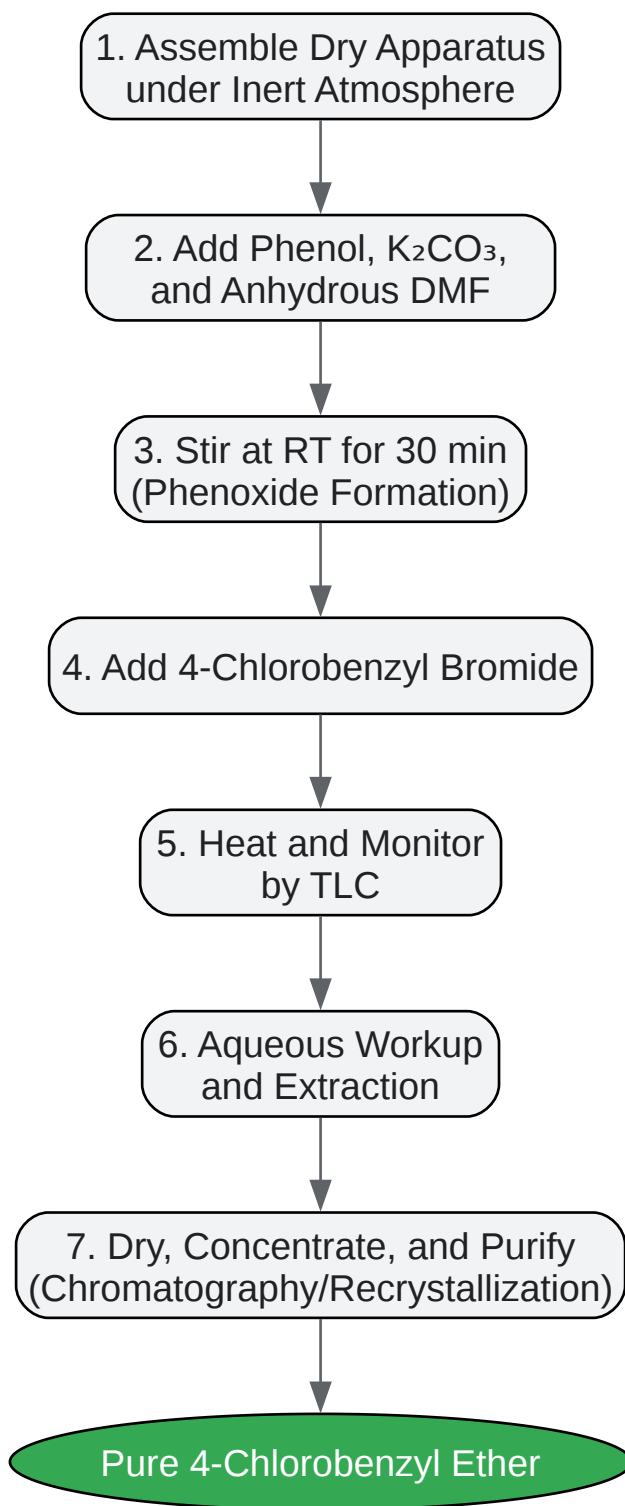 1. Assemble Dry Apparatus
under Inert Atmosphere
2. Add Phenol, K₂CO₃,
and Anhydrous DMF
3. Stir at RT for 30 min
(Phenoxide Formation)
4. Add 4-Chlorobenzyl Bromide
5. Heat and Monitor
by TLC
6. Aqueous Workup
and Extraction
7. Dry, Concentrate, and Purify
(Chromatography/Recrystallization)
Pure 4-Chlorobenzyl Ether